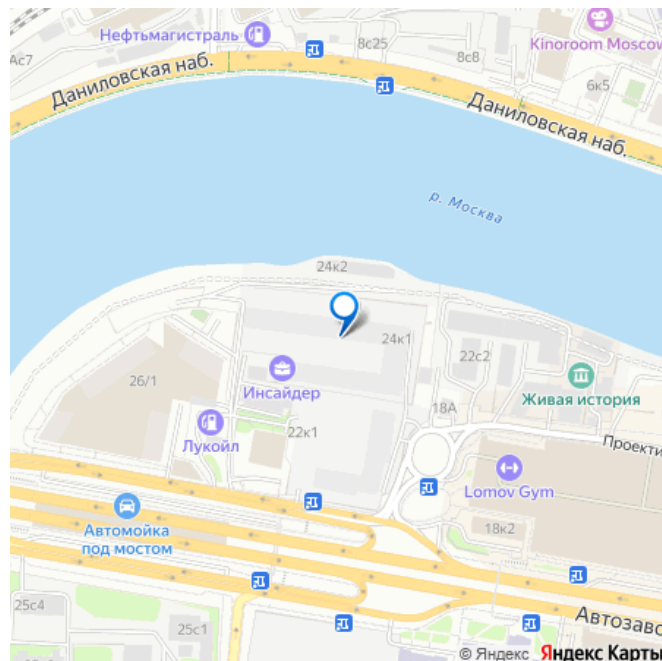 Нефтьмагистраль
8с25
8с8
Kinoroom Moscow
Ас7
6к5
Даниловская наб.
Даниловская наб.
р. Москва
24к2
24к1
22с2
26/1
Инсайдер
Живая история
18А
Лукойл
22к1
Проекти
Lomov Gym
Автомойка
под мостом
18к2
25с4
25с1
Автозаво
© Яндекс Яндекс Карты